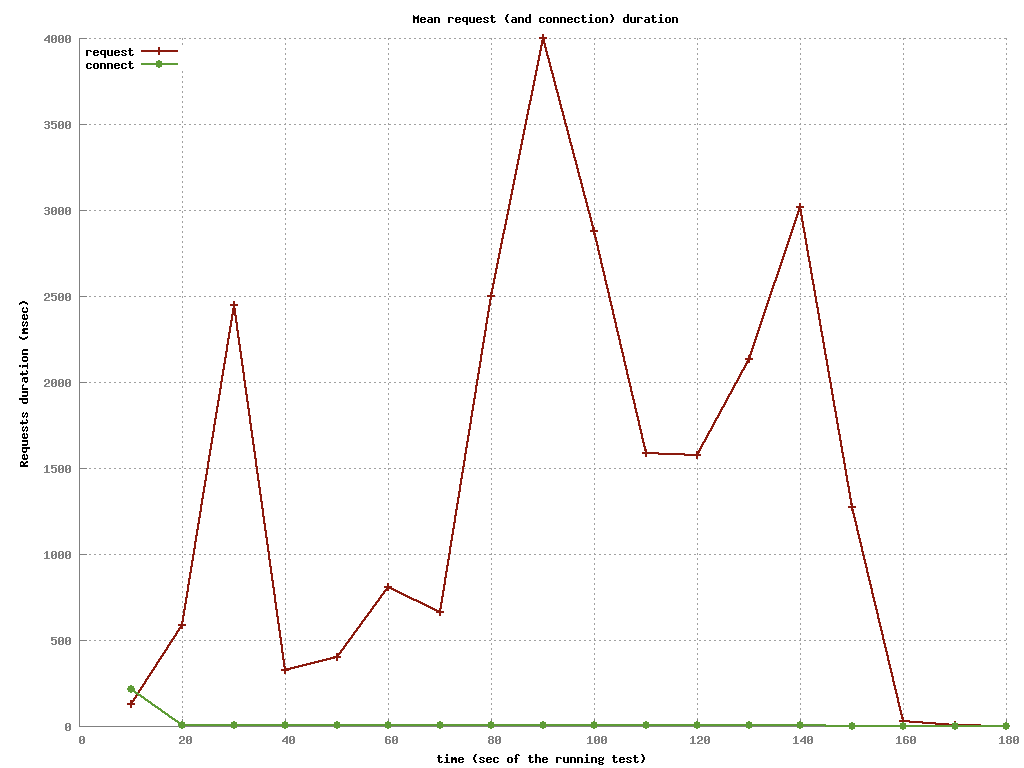 Mean request (and connection) duration
request
connect
4000
3500
3000
2500
2000
1500
1000
500
0
Requests duration (msec)
0 20 40 60 80 100 120 140 160 180
time (sec of the running test)